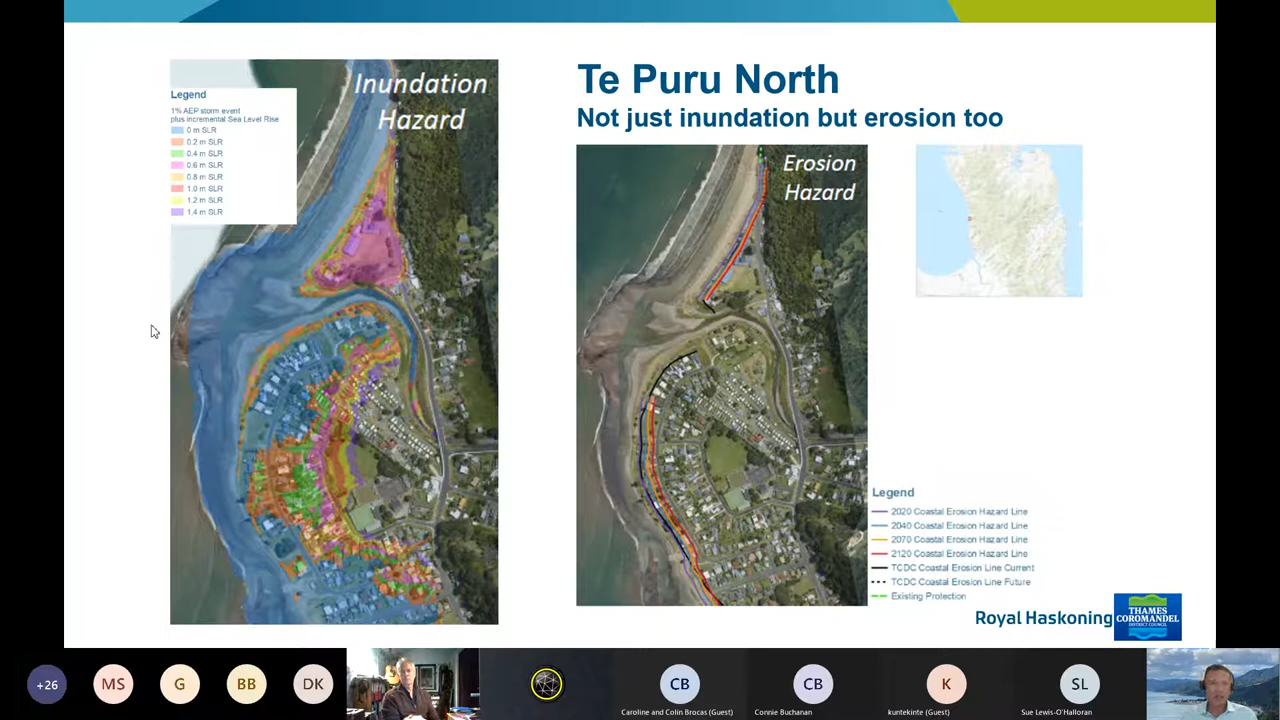 Inundation
Hazard
Legend
1% AEP storm event
plus incremental Sea Level Rise
0 m SLR
0.2 m SLR
0.4 m SLR
0.6 m SLR
0.8 m SLR
1.0 m SLR
1.2 m SLR
1.4 m SLR
Te Puru North
Not just inundation but erosion too
Erosion
Hazard
Legend
2020 Coastal Erosion Hazard Line
2040 Coastal Erosion Hazard Line
2070 Coastal Erosion Hazard Line
2120 Coastal Erosion Hazard Line
TCDC Coastal Erosion Line Current
TCDC Coastal Erosion Line Future
Existing Protection
Royal Haskoning
THAMES
COROMANDEL
DISTRICT COUNCIL
+26
MS
G
BB
DK
CB
CB
K
SL
Caroline and Colin Brocas (Guest)
Connie Buchanan
kuntekinte (Guest)
Sue Lewis-O'Halloran